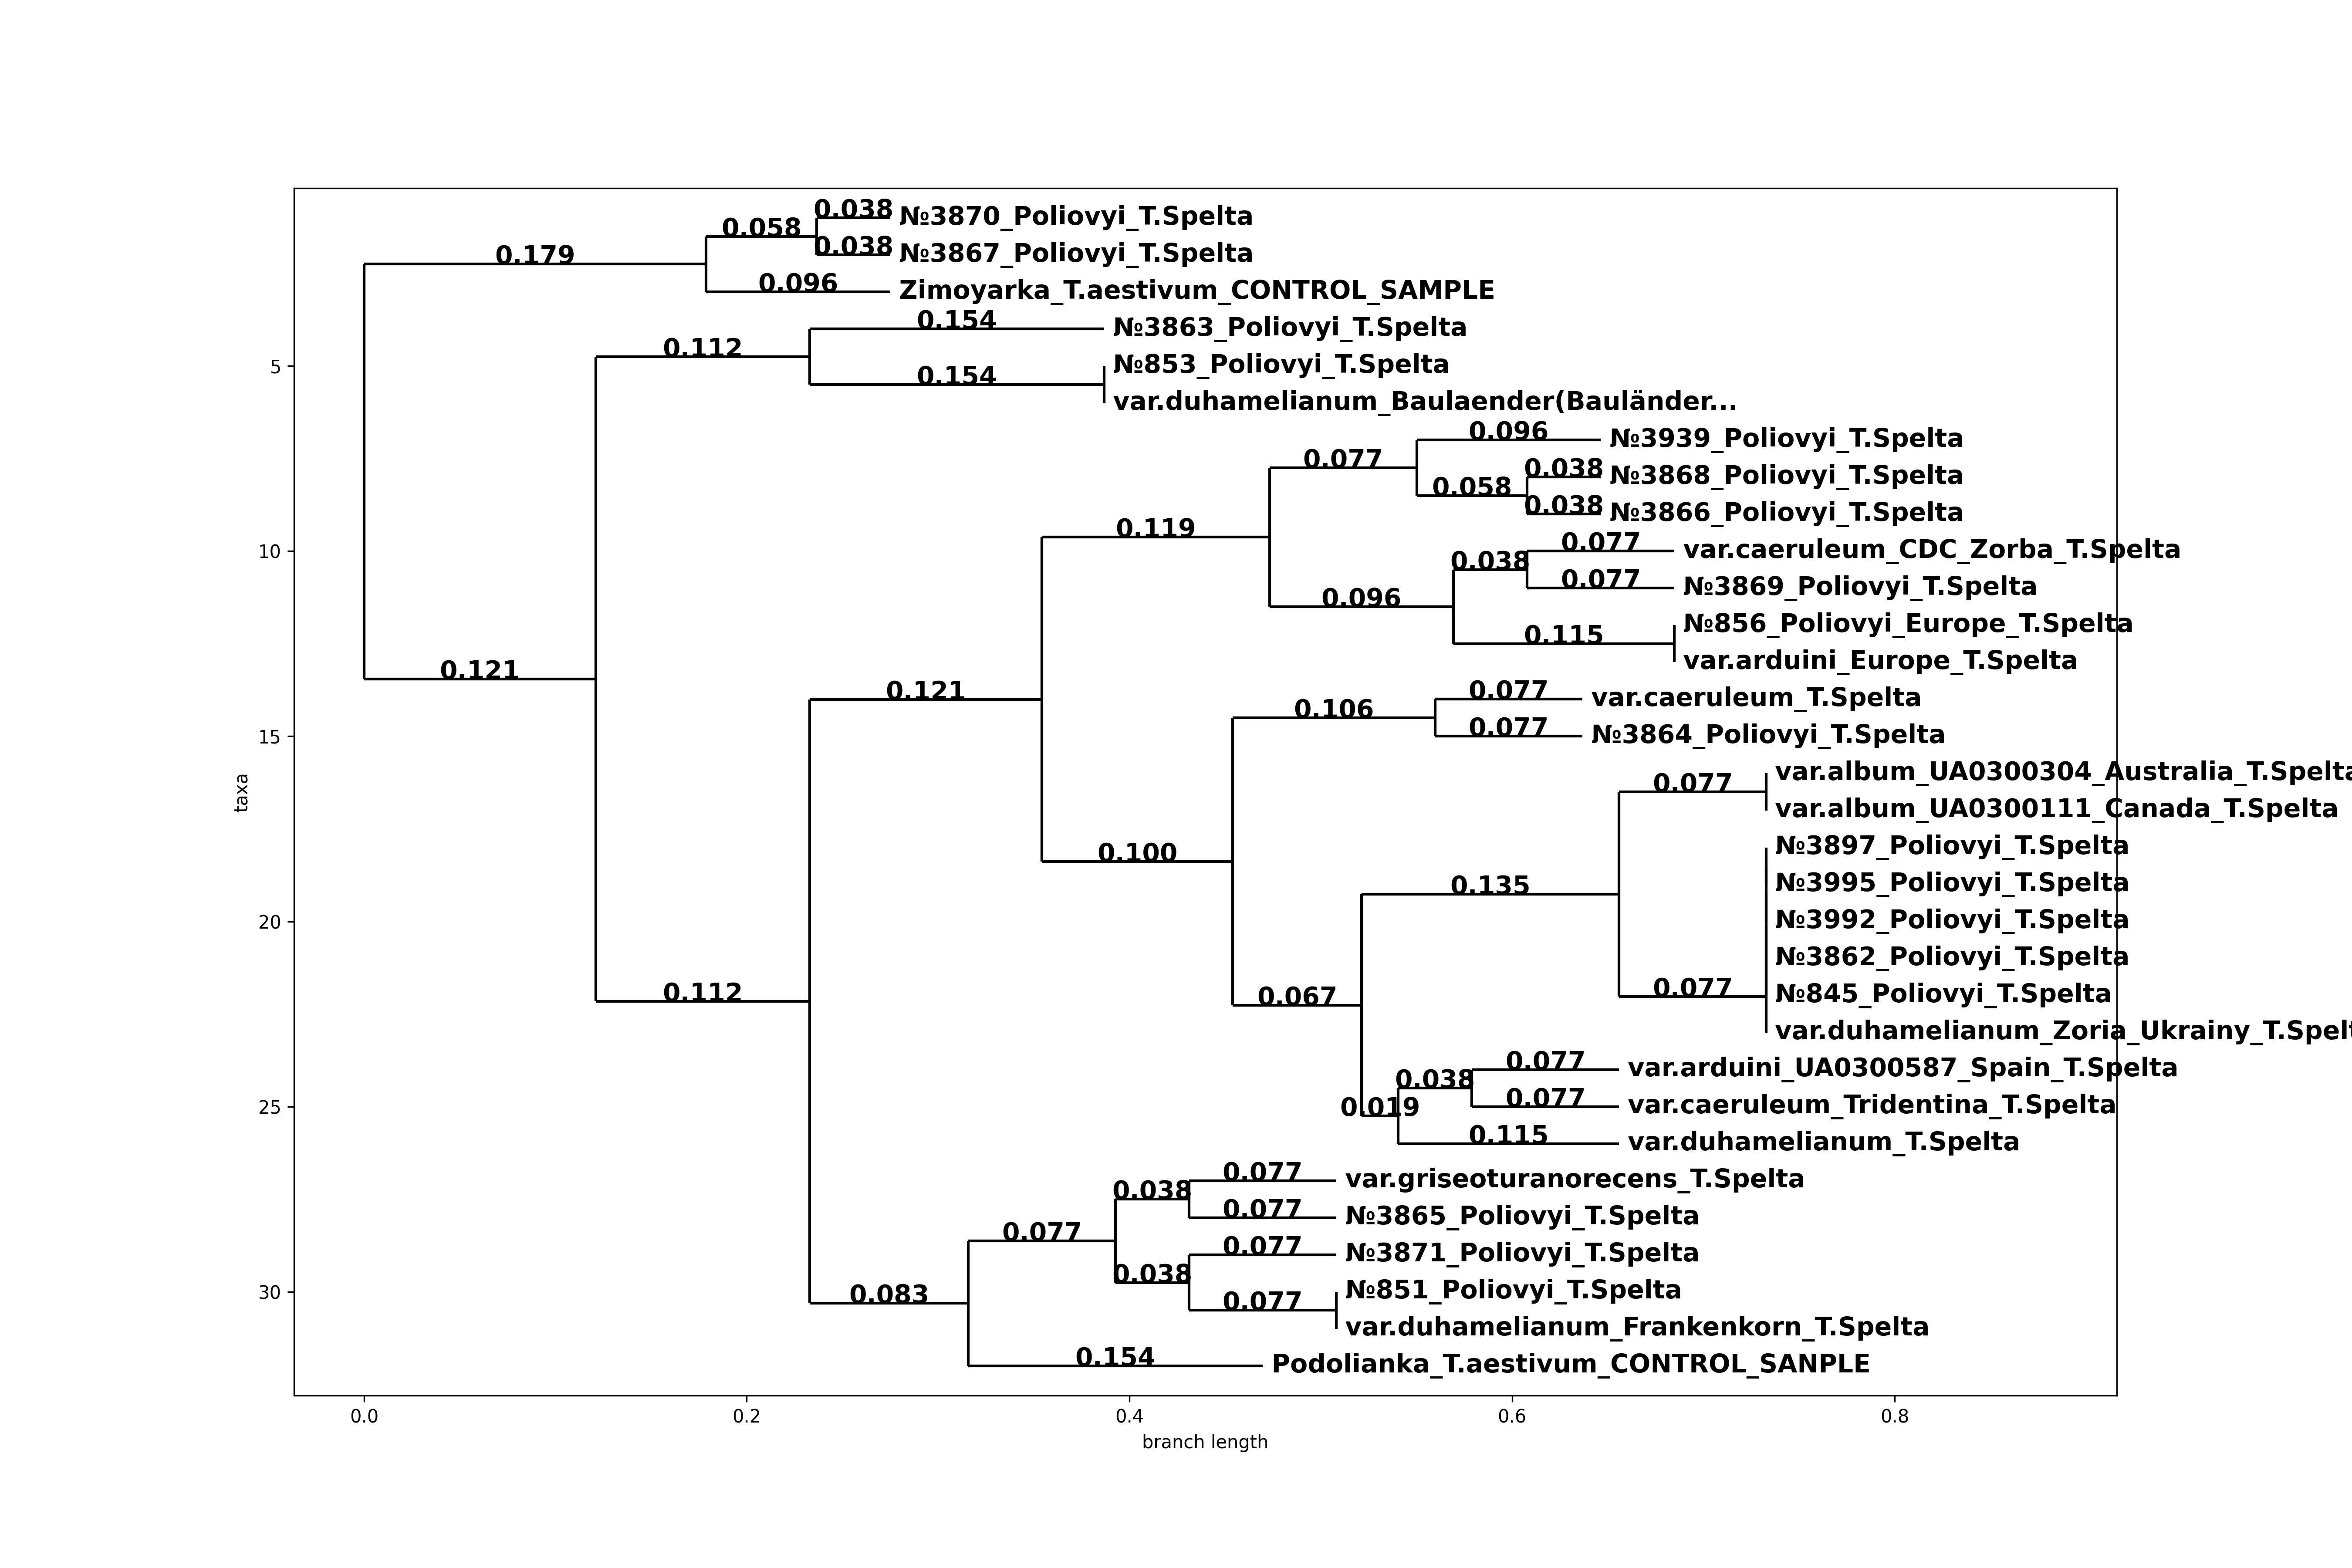 0.038 №3870_Poliovyi_T.Spelta
0.058
0.038 №3867_Poliovyi_T.Spelta
0.179
0.096 Zimoyarka_T.aestivum_CONTROL_SAMPLE
0.154 №3863_Poliovyi_T.Spelta
0.112
№853_Poliovyi_T.Spelta
0.154
var.duhamelianum_Baulaender(Bauländer...
0.096 №3939_Poliovyi_T.Spelta
0.077
0.038 №3868_Poliovyi_T.Spelta
0.058
0.038 №3866_Poliovyi_T.Spelta
0.119
0.077 var.caeruleum_CDC_Zorba_T.Spelta
0.038
0.077 №3869_Poliovyi_T.Spelta
0.096
№856_Poliovyi_Europe_T.Spelta
0.115
var.arduini_Europe_T.Spelta
0.121
0.121
0.077 var.caeruleum_T.Spelta
0.106
0.077 №3864_Poliovyi_T.Spelta
var.album_UA0300304_Australia_T.Spelta
0.077
var.album_UA0300111_Canada_T.Spelta
0.100
№3897_Poliovyi_T.Spelta
0.135
№3995_Poliovyi_T.Spelta
№3992_Poliovyi_T.Spelta
№3862_Poliovyi_T.Spelta
0.112
0.067
0.077
№845_Poliovyi_T.Spelta
var.duhamelianum_Zoria_Ukrainy_T.Spelt
0.077 var.arduini_UA0300587_Spain_T.Spelta
0.038
0.077 var.caeruleum_Tridentina_T.Spelta
0.019
0.115 var.duhamelianum_T.Spelta
0.077 var.griseoturanorecens_T.Spelta
0.038
0.077 №3865_Poliovyi_T.Spelta
0.077
0.077 №3871_Poliovyi_T.Spelta
0.038
№851_Poliovyi_T.Spelta
0.083
0.077
var.duhamelianum_Frankenkorn_T.Spelta
0.154 Podolianka_T.aestivum_CONTROL_SANPLE
5
10
15
20
25
30
taxa
0.0 0.2 0.4 0.6 0.8
branch length